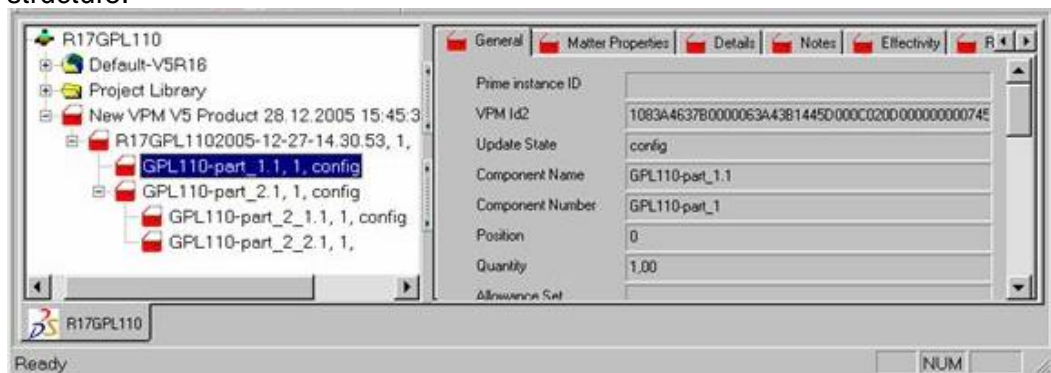 structure:
R17GPL110
Default-V5R16
Project Library
New VPM V5 Product 28.12.2005 15:45:3
R17GPL1102005-12-27-14.30.53, 1,
GPL110-part_1.1, 1, config
GPL110-part_2.1, 1, config
GPL110-part_2_1.1, 1, config
GPL110-part_2_2.1, 1,
General Matter Properties Details Notes Effectivity R
Prime instance ID
VPM Id2 1083A4637B0000063A43B1445D000C020D000000000745
Update State config
Component Name GPL110-part_1.1
Component Number GPL110-part_1
Position 0
Quantity 1,00
Allowance Set
R17GPL110
Ready NUM